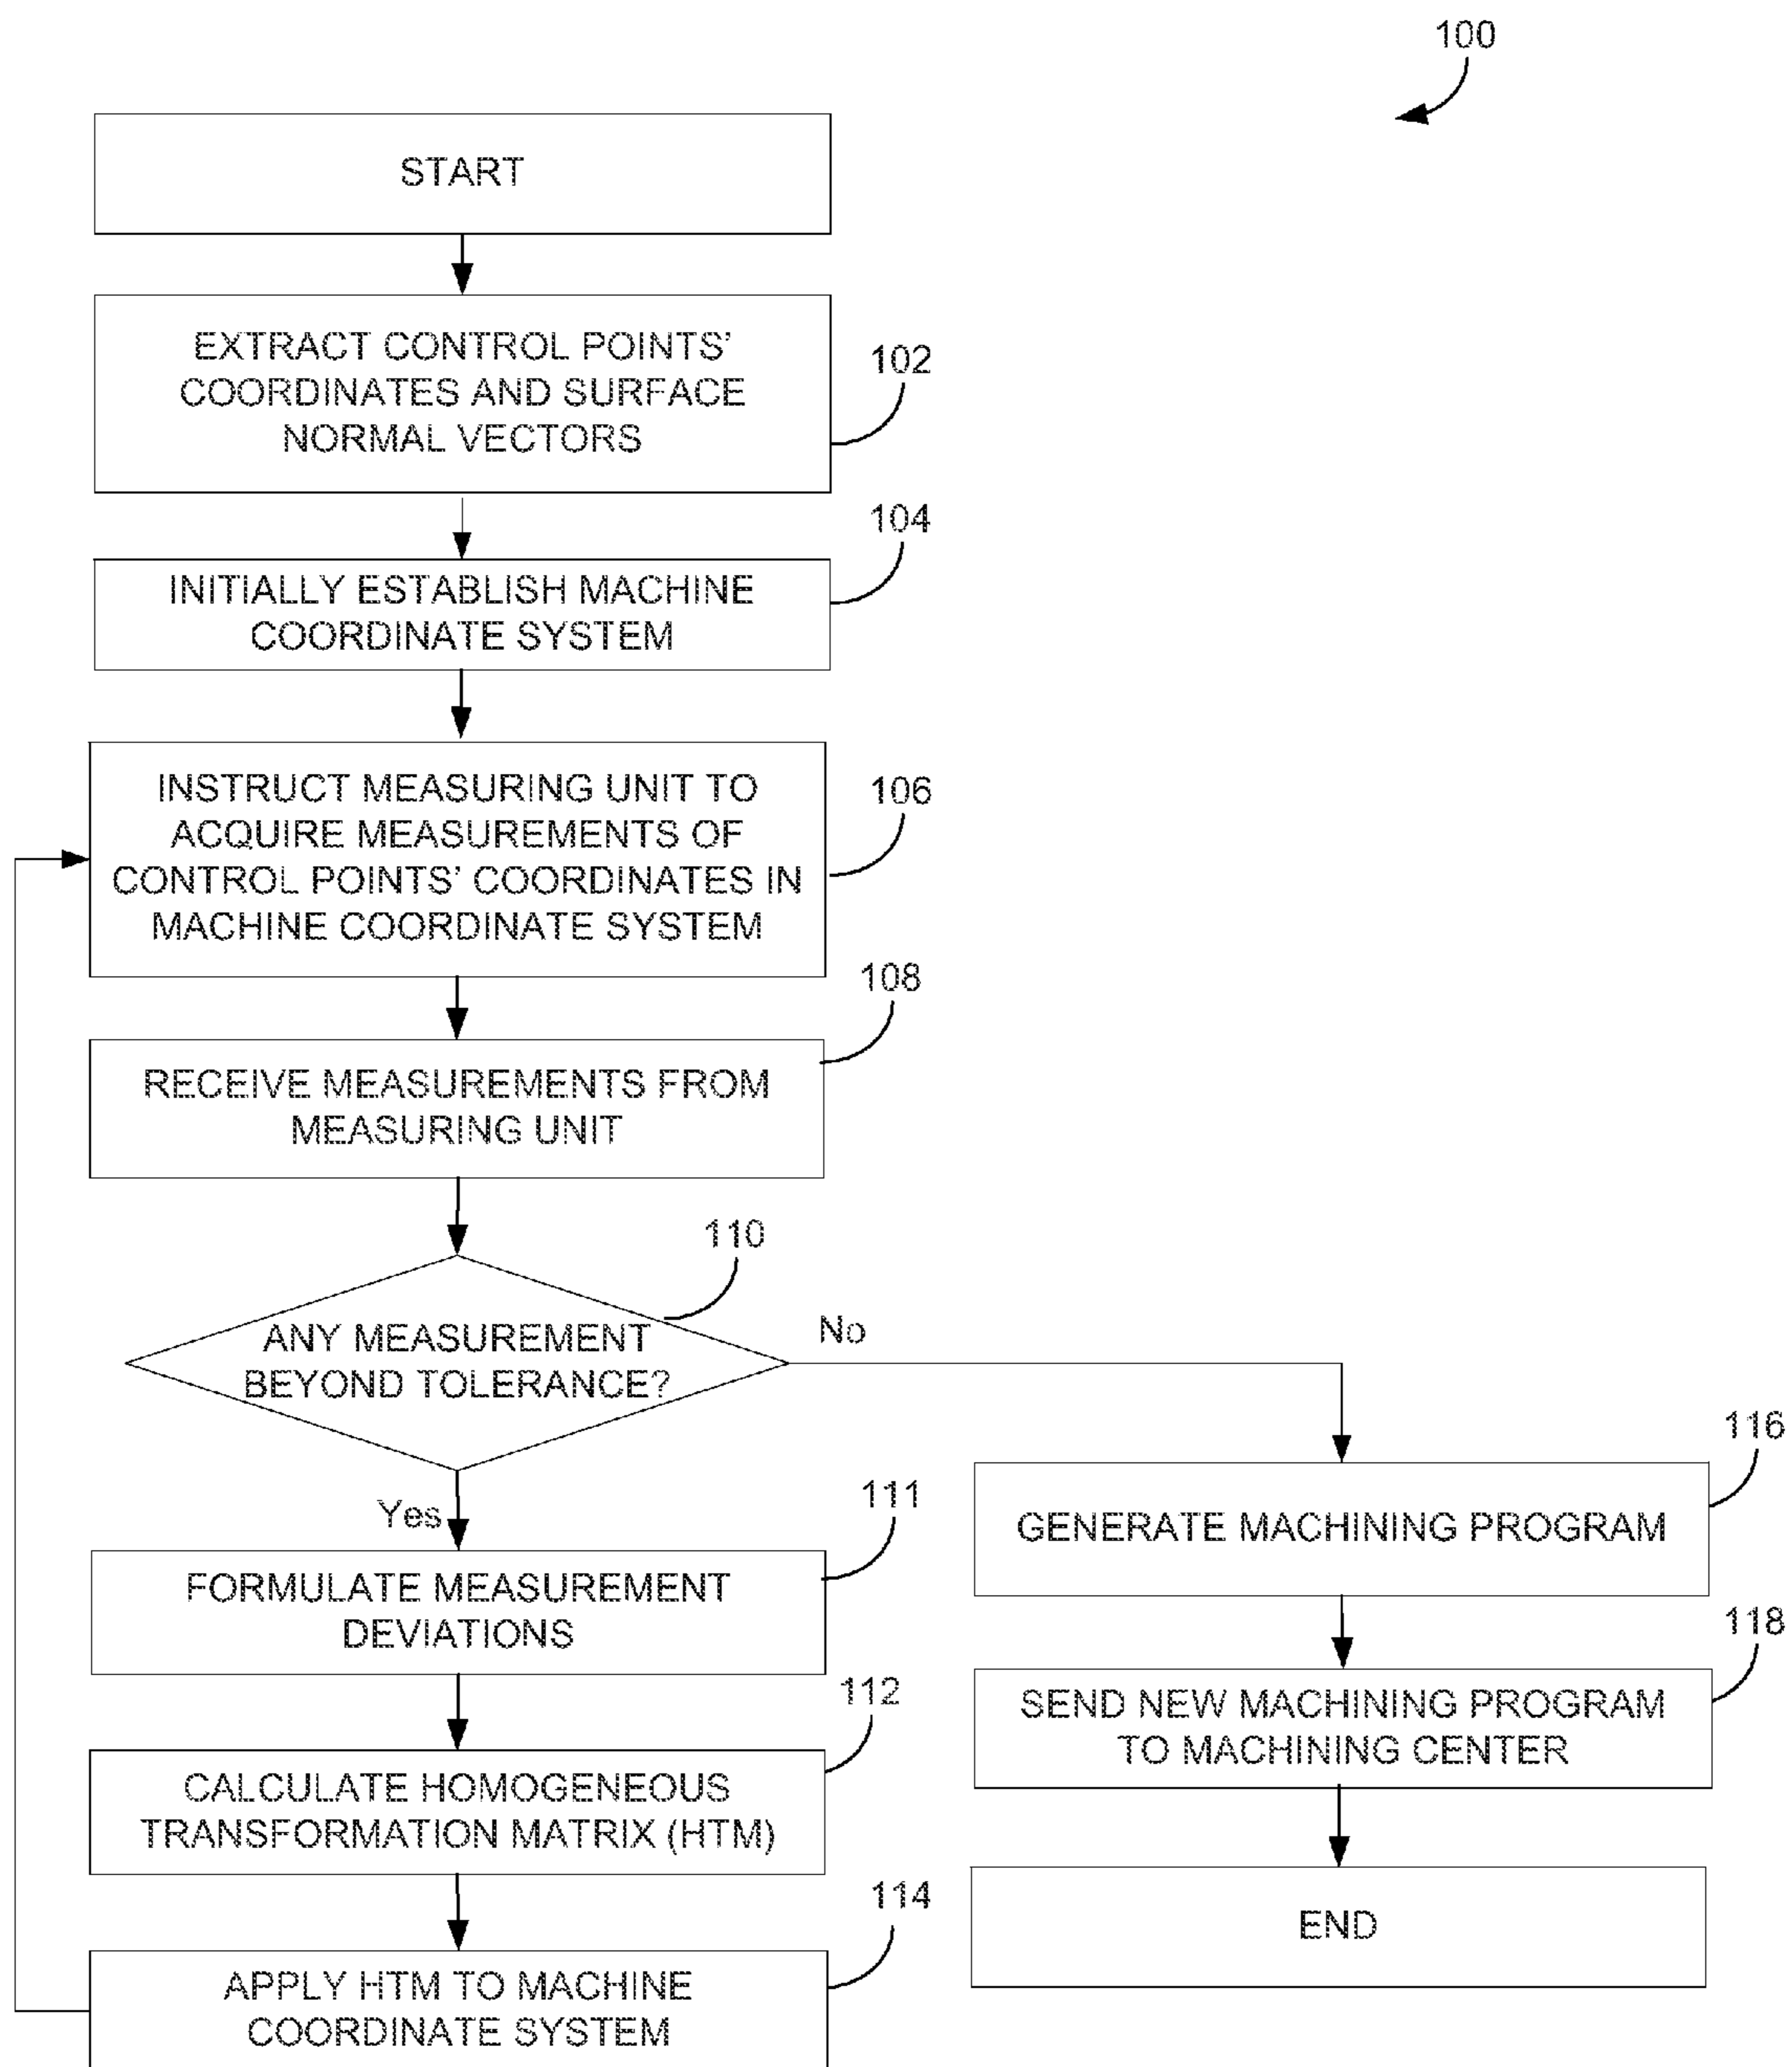 100
START
EXTRACT CONTROL POINTS'
COORDINATES AND SURFACE
NORMAL VECTORS
102
INITIALLY ESTABLISH MACHINE
COORDINATE SYSTEM
104
INSTRUCT MEASURING UNIT TO
ACQUIRE MEASUREMENTS OF
CONTROL POINTS' COORDINATES IN
MACHINE COORDINATE SYSTEM
106
RECEIVE MEASUREMENTS FROM
MEASURING UNIT
108
ANY MEASUREMENT
BEYOND TOLERANCE?
110
No
Yes
FORMULATE MEASUREMENT
DEVIATIONS
111
CALCULATE HOMOGENEOUS
TRANSFORMATION MATRIX (HTM)
112
APPLY HTM TO MACHINE
COORDINATE SYSTEM
114
GENERATE MACHINING PROGRAM
116
SEND NEW MACHINING PROGRAM
TO MACHINING CENTER
118
END